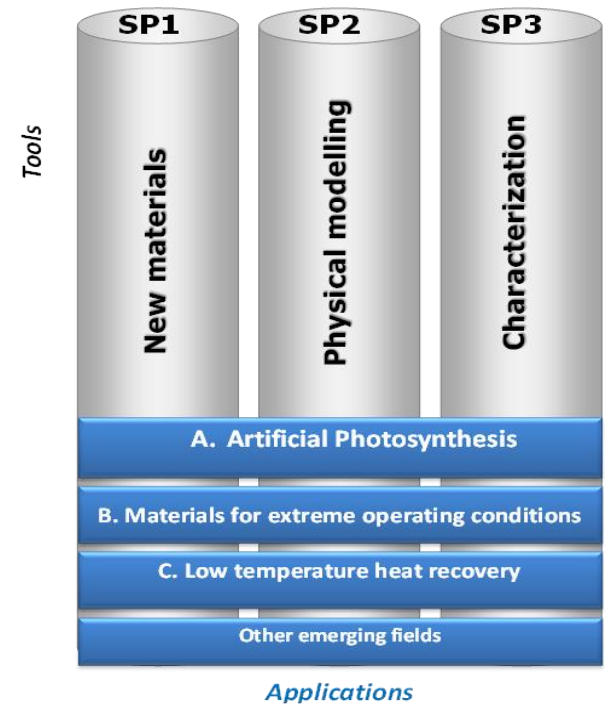 SP1
SP2
SP3
Tools
New materials
Physical modelling
Characterization
A. Artificial Photosynthesis
B. Materials for extreme operating conditions
C. Low temperature heat recovery
Other emerging fields
Applications